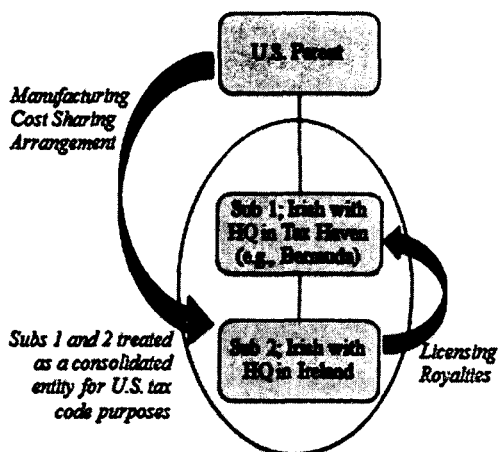 U.S. Parent
Manufacturing
Cost Sharing
Arrangement
Sub 1; Irish with
HQ in Tax Haven
(e.g., Bermuda)
Subs 1 and 2 treated
as a consolidated
entity for U.S. tax
code purposes
Sub 2; Irish with
HQ in Ireland
Licensing
Royalties